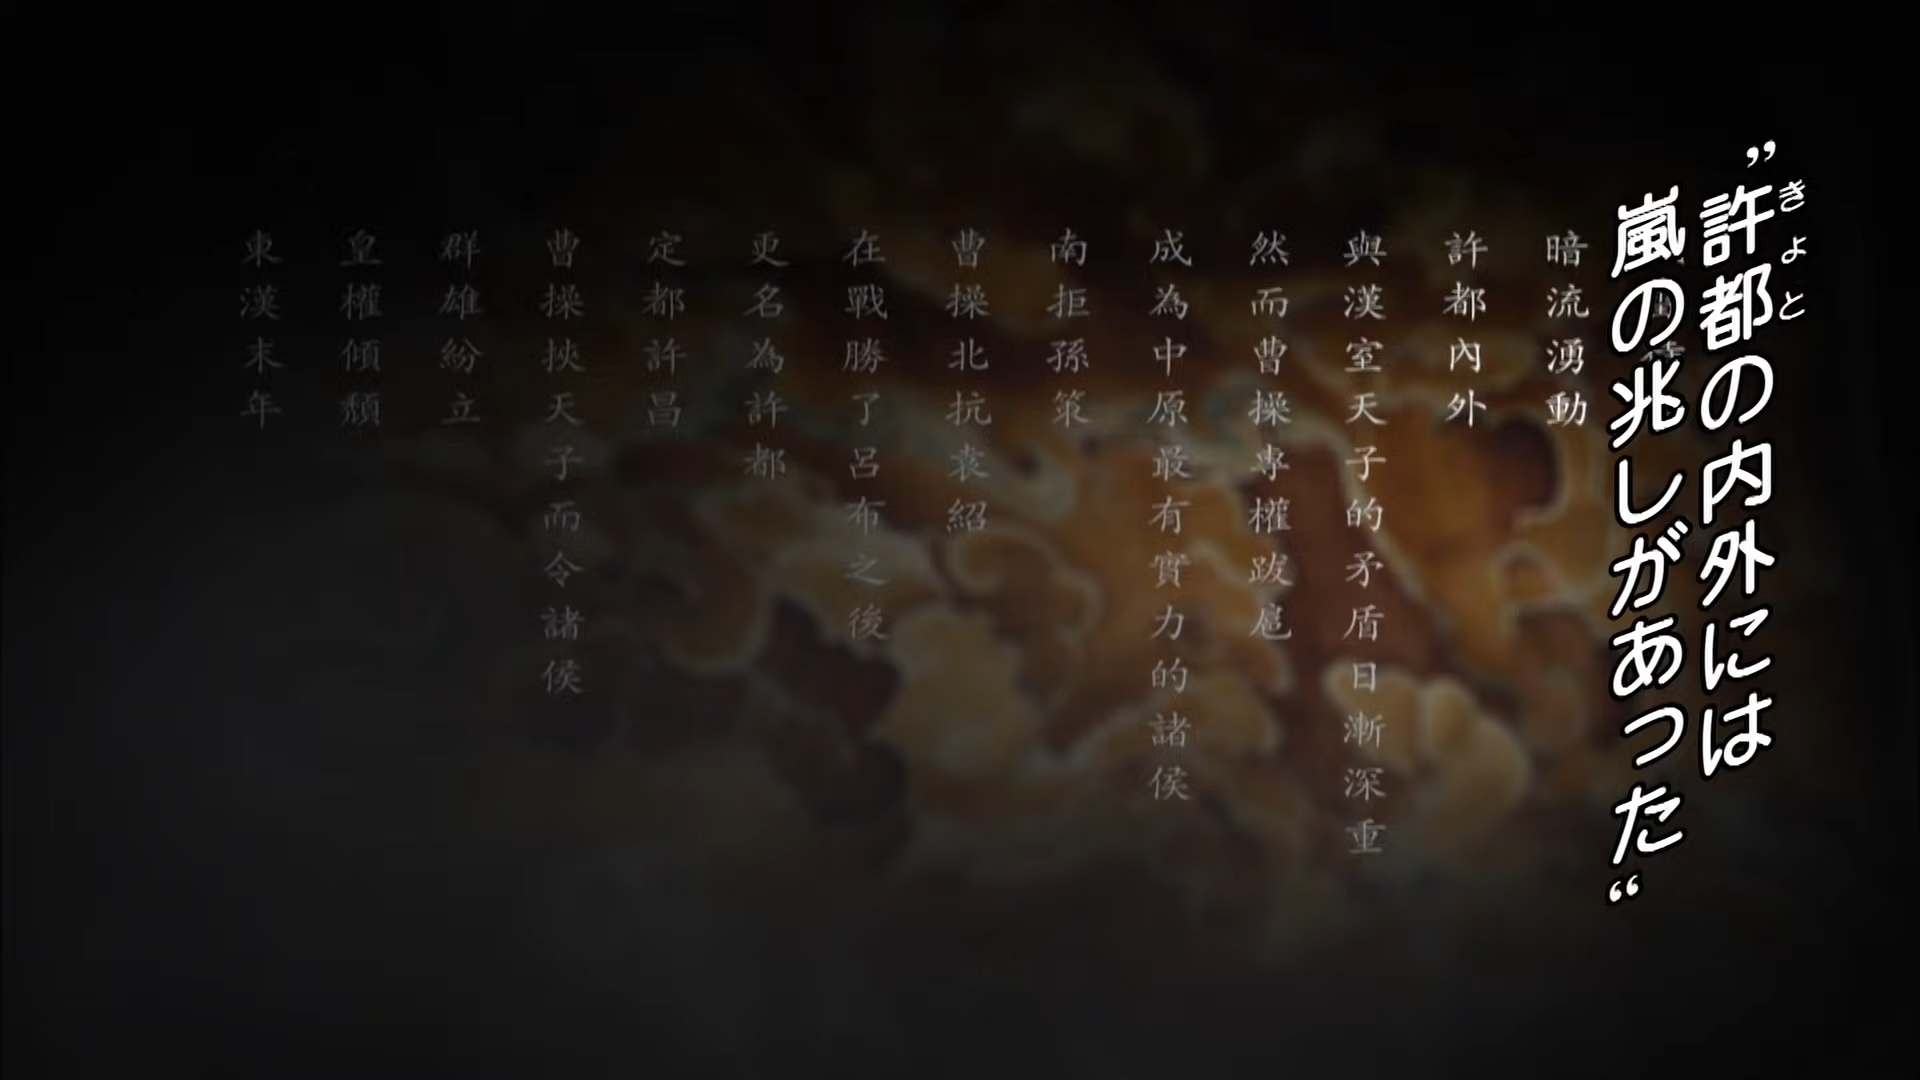 東漢末年
皇權傾頹
群雄紛立
曹操挾天子而令諸侯
定都許昌
更名為許都
在戰勝了呂布之後
曹操北抗袁紹
南拒孫策
成為中原最有實力的諸侯
然而曹操專權跋扈
與漢室天子的矛盾日漸深重
許都內外
暗流湧動
きょと
”許都の内外には
嵐の兆しがあった“